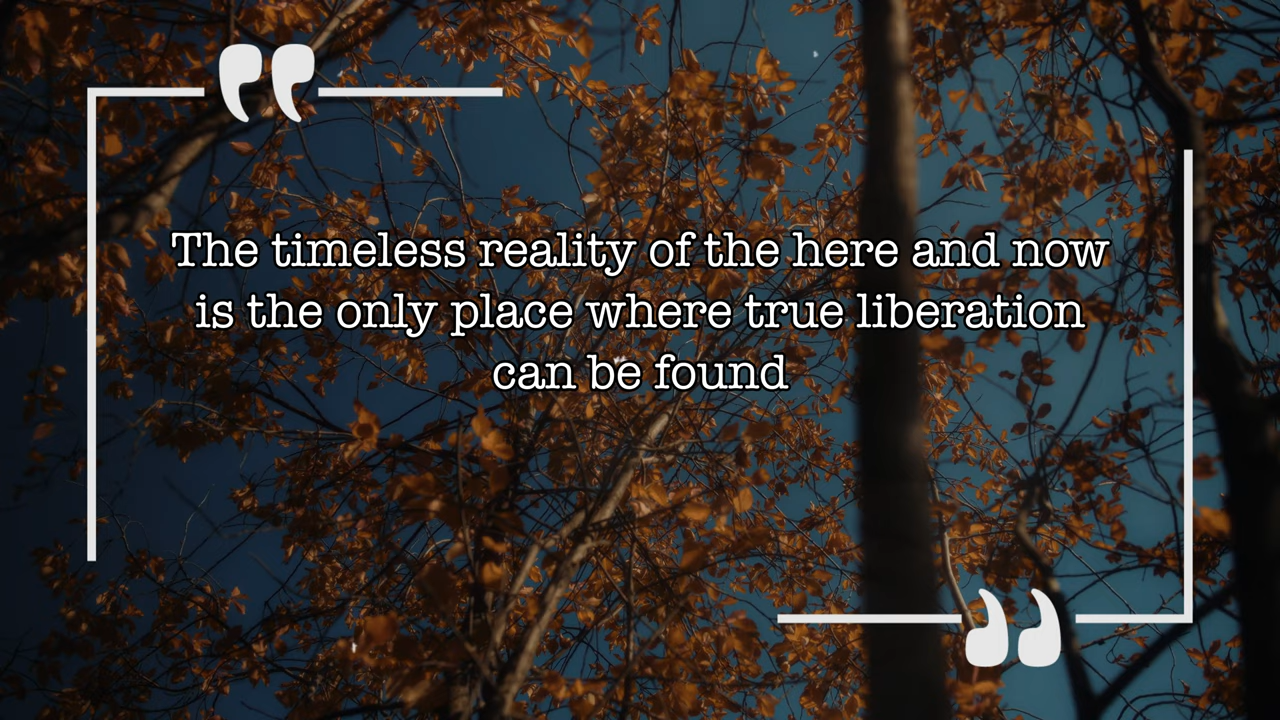 The timeless reality of the here and now
is the only place where true liberation
can be found